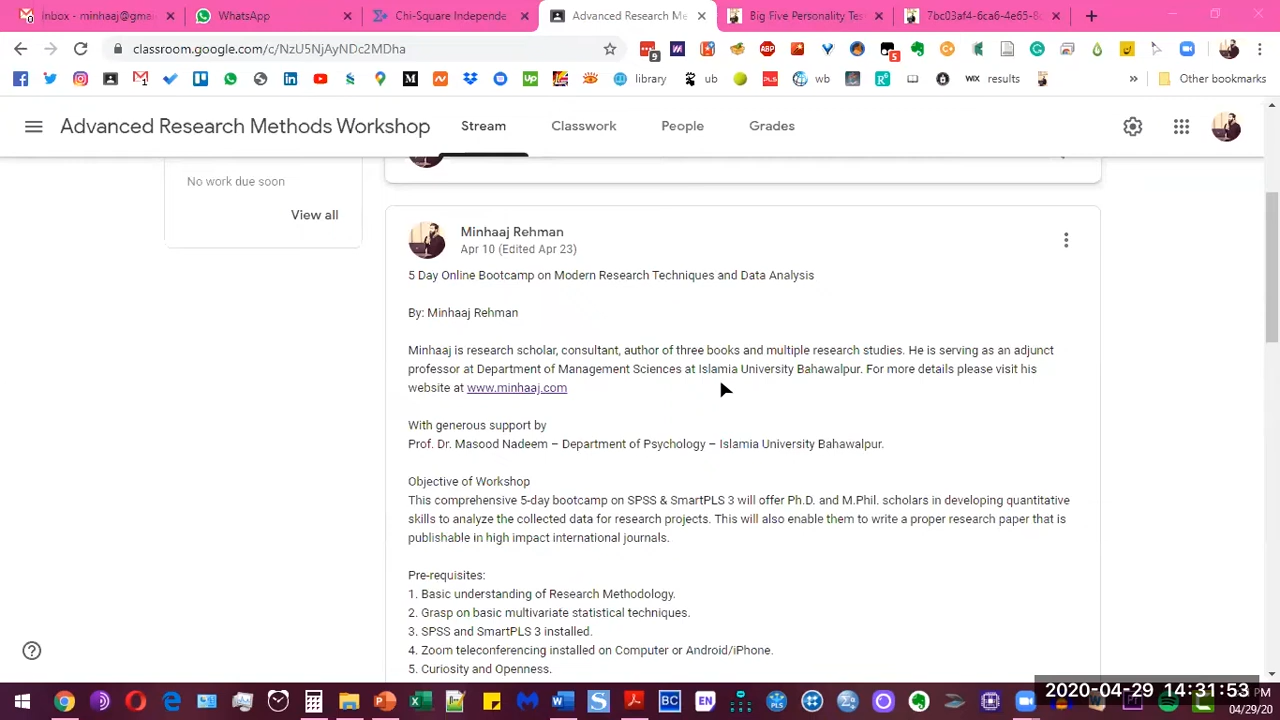 Inbox - minhaaj@gma
WhatsApp
Chi-Square Independe
Advanced Research Me
Big Five Personality Tes
7bc03af4-6ca6-4e65-8
classroom.google.com/c/NzU5NjAyNDc2MDha
library
ub
wb
WIX results
Other bookmarks
Advanced Research Methods Workshop
Stream
Classwork
People
Grades
No work due soon
View all
Minhaaj Rehman
Apr 10 (Edited Apr 23)
5 Day Online Bootcamp on Modern Research Techniques and Data Analysis
By: Minhaaj Rehman
Minhaaj is research scholar, consultant, author of three books and multiple research studies. He is serving as an adjunct
professor at Department of Management Sciences at Islamia University Bahawalpur. For more details please visit his
website at www.minhaaj.com
With generous support by
Prof. Dr. Masood Nadeem – Department of Psychology – Islamia University Bahawalpur.
Objective of Workshop
This comprehensive 5-day bootcamp on SPSS & SmartPLS 3 will offer Ph.D. and M.Phil. scholars in developing quantitative
skills to analyze the collected data for research projects. This will also enable them to write a proper research paper that is
publishable in high impact international journals.
Pre-requisites:
1. Basic understanding of Research Methodology.
2. Grasp on basic multivariate statistical techniques.
3. SPSS and SmartPLS 3 installed.
4. Zoom teleconferencing installed on Computer or Android/iPhone.
5. Curiosity and Openness.
2020-04-29 14:31:53 PM
04/29/20